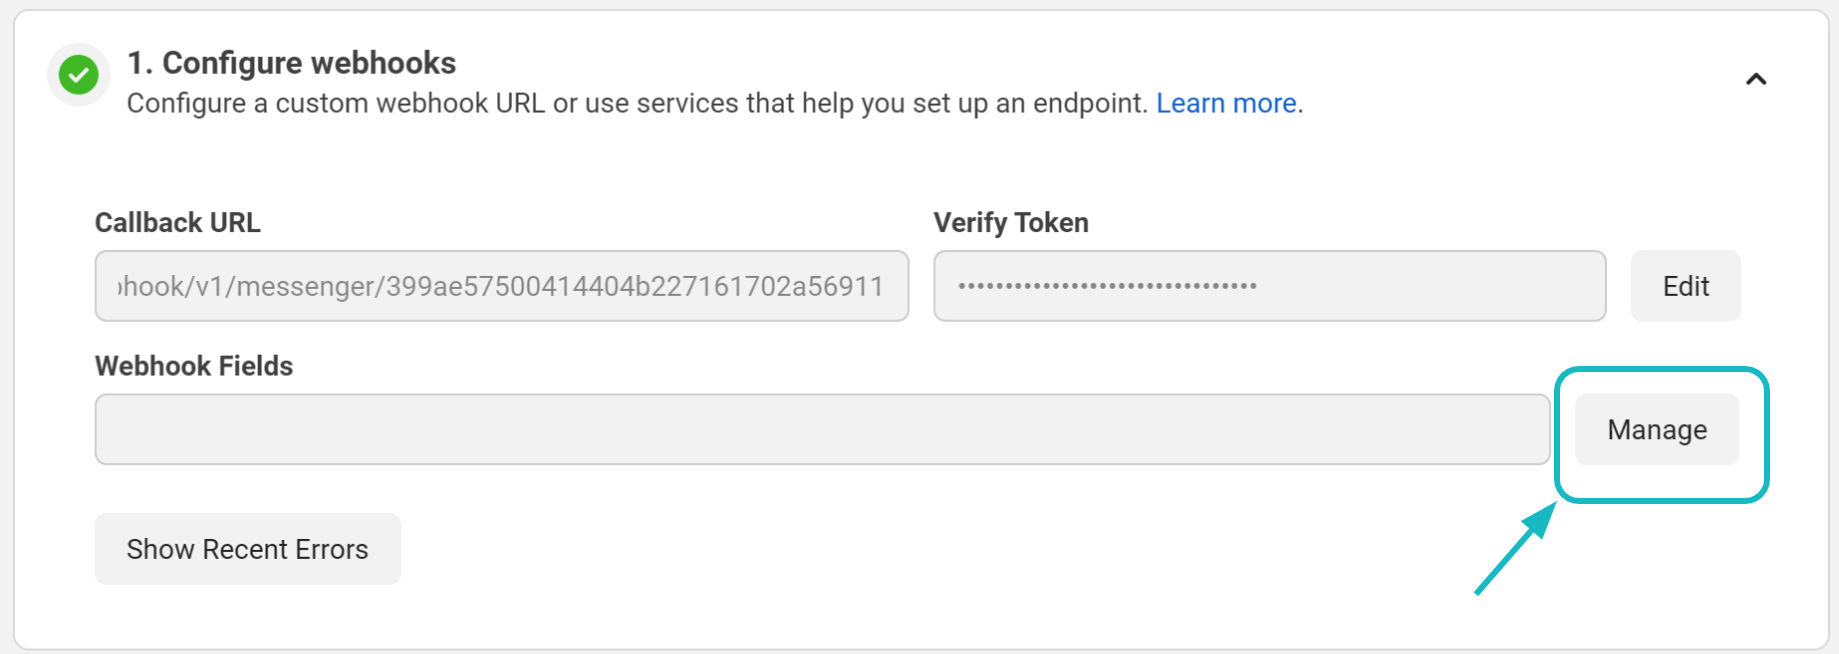 1. Configure webhooks
Configure a custom webhook URL or use services that help you set up an endpoint. Learn more.
Callback URL
Verify Token
hook/v1/messenger/399ae57500414404b227161702a56911
••••••••••••••••••••••••••••••••
Edit
Webhook Fields
Manage
Show Recent Errors